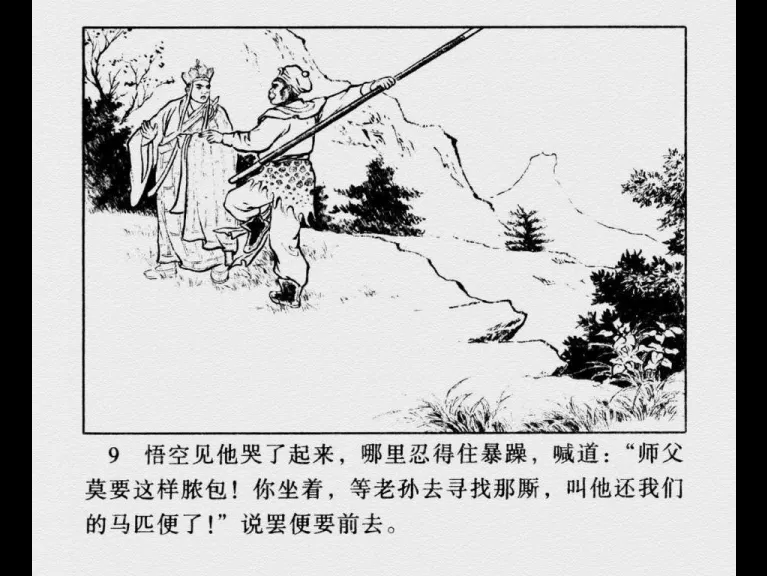 9 悟空见他哭了起来，哪里忍得住暴躁，喊道：“师父
莫要这样脓包！你坐着，等老孙去寻找那厮，叫他还我们
的马匹便了！”说罢便要前去。